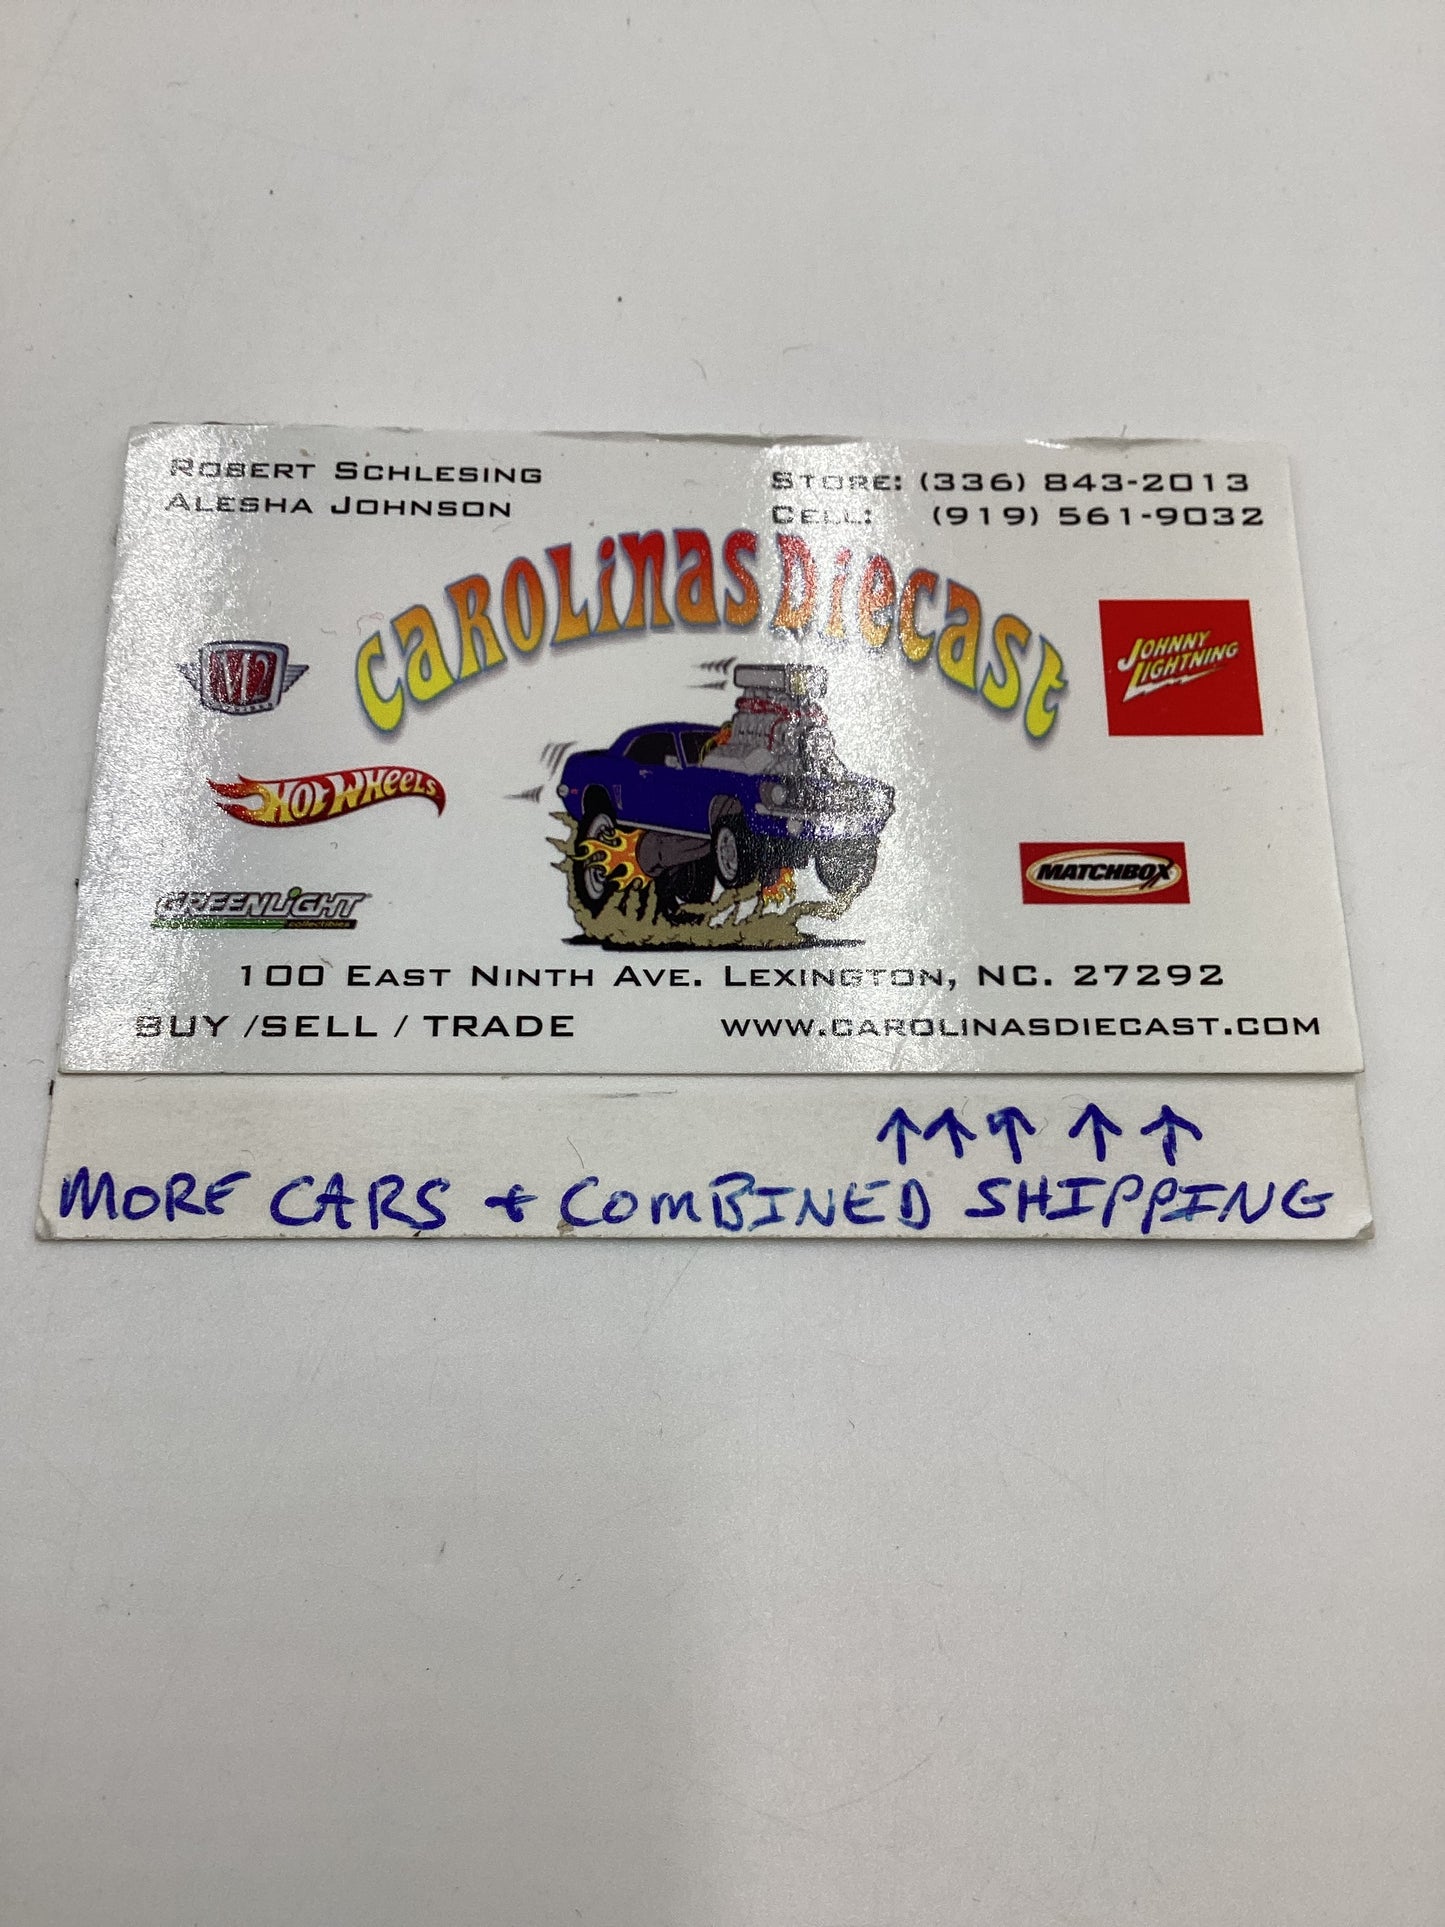 ROBERT SCHLESING
ALESHA JOHNSON
STORE: (336) 843-2013
CELL: (919) 561-9032
CAROLINAS DIECAST
M2
JOHNNY
LIGHTNING
HOT WHEELS
MATCHBOX
GREENLIGHT
collectibles
100 EAST NINTH AVE. LEXINGTON, NC. 27292
BUY /SELL / TRADE
WWW.CAROLINASDIECAST.COM
↑↑↑↑↑
MORE CARS + COMBINED SHIPPING